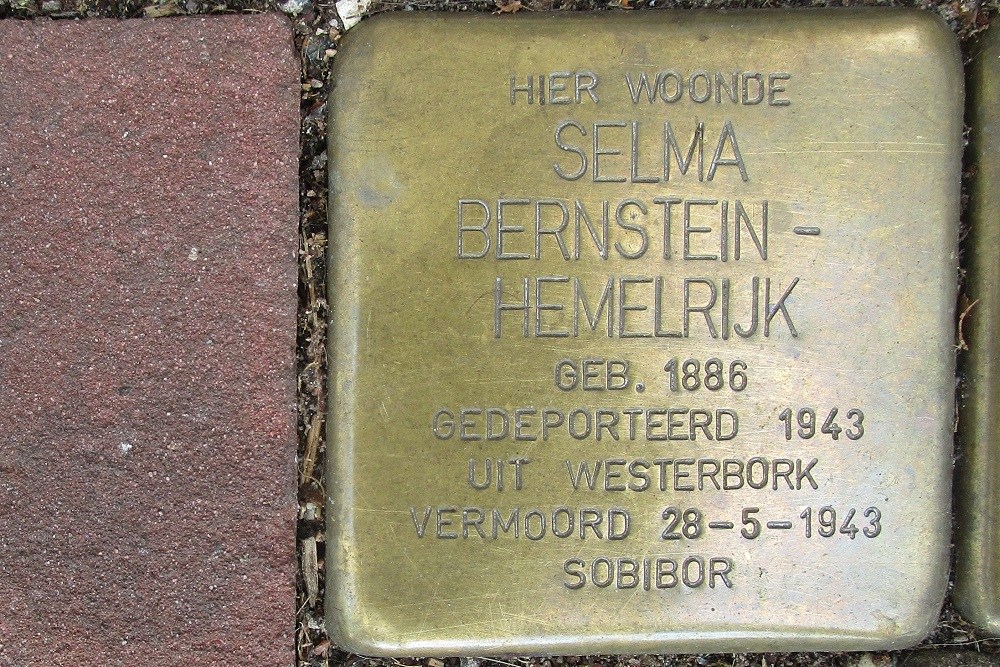 HIER WOONDE
SELMA
BERNSTEIN -
HEMELRIJK
GEB. 1886
GEDEPORTEERD 1943
UIT WESTERBORK
VERMOORD 28-5-1943
SOBIBOR